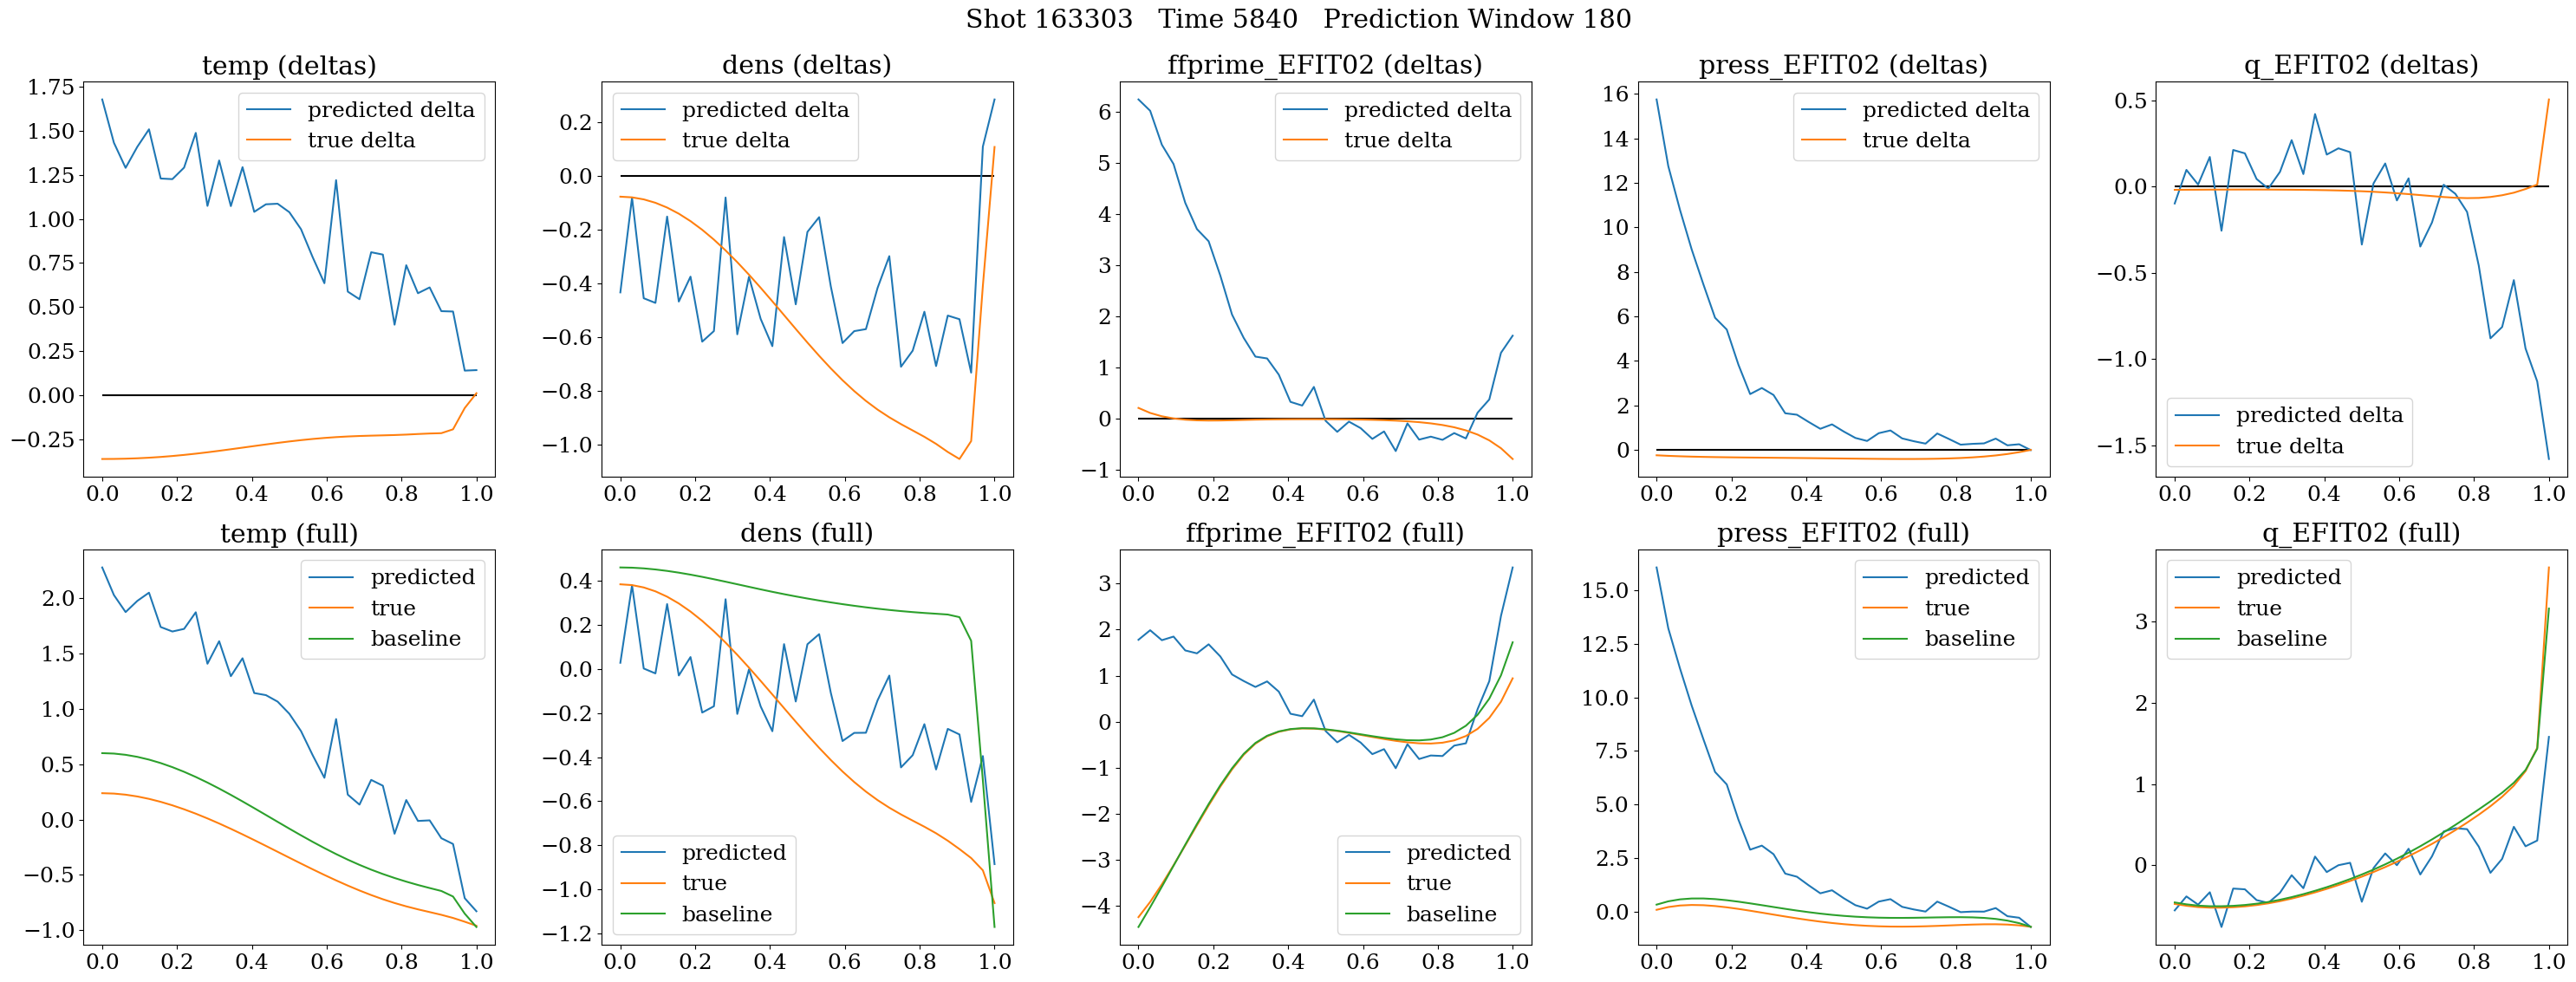 Shot 163303   Time 5840   Prediction Window 180
temp (deltas)
1.75
1.50
1.25
1.00
0.75
0.50
0.25
0.00
−0.25
0.0 0.2 0.4 0.6 0.8 1.0
predicted delta
true delta
dens (deltas)
0.2
0.0
−0.2
−0.4
−0.6
−0.8
−1.0
0.0 0.2 0.4 0.6 0.8 1.0
predicted delta
true delta
ffprime_EFIT02 (deltas)
6
5
4
3
2
1
0
−1
0.0 0.2 0.4 0.6 0.8 1.0
predicted delta
true delta
press_EFIT02 (deltas)
16
14
12
10
8
6
4
2
0
0.0 0.2 0.4 0.6 0.8 1.0
predicted delta
true delta
q_EFIT02 (deltas)
0.5
0.0
−0.5
−1.0
−1.5
0.0 0.2 0.4 0.6 0.8 1.0
predicted delta
true delta
temp (full)
2.0
1.5
1.0
0.5
0.0
−0.5
−1.0
0.0 0.2 0.4 0.6 0.8 1.0
predicted
true
baseline
dens (full)
0.4
0.2
0.0
−0.2
−0.4
−0.6
−0.8
−1.0
−1.2
0.0 0.2 0.4 0.6 0.8 1.0
predicted
true
baseline
ffprime_EFIT02 (full)
3
2
1
0
−1
−2
−3
−4
0.0 0.2 0.4 0.6 0.8 1.0
predicted
true
baseline
press_EFIT02 (full)
15.0
12.5
10.0
7.5
5.0
2.5
0.0
0.0 0.2 0.4 0.6 0.8 1.0
predicted
true
baseline
q_EFIT02 (full)
3
2
1
0
0.0 0.2 0.4 0.6 0.8 1.0
predicted
true
baseline